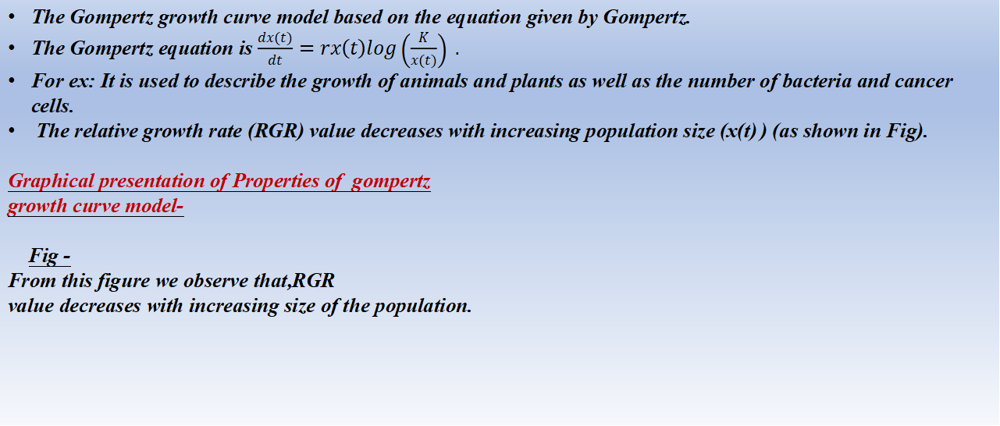 • The Gompertz growth curve model based on the equation given by Gompertz.
• The Gompertz equation is dx(t)/dt = rx(t)log(K/x(t)) .
• For ex: It is used to describe the growth of animals and plants as well as the number of bacteria and cancer
cells.
• The relative growth rate (RGR) value decreases with increasing population size (x(t) ) (as shown in Fig).
Graphical presentation of Properties of gompertz
growth curve model-
Fig -
From this figure we observe that,RGR
value decreases with increasing size of the population.